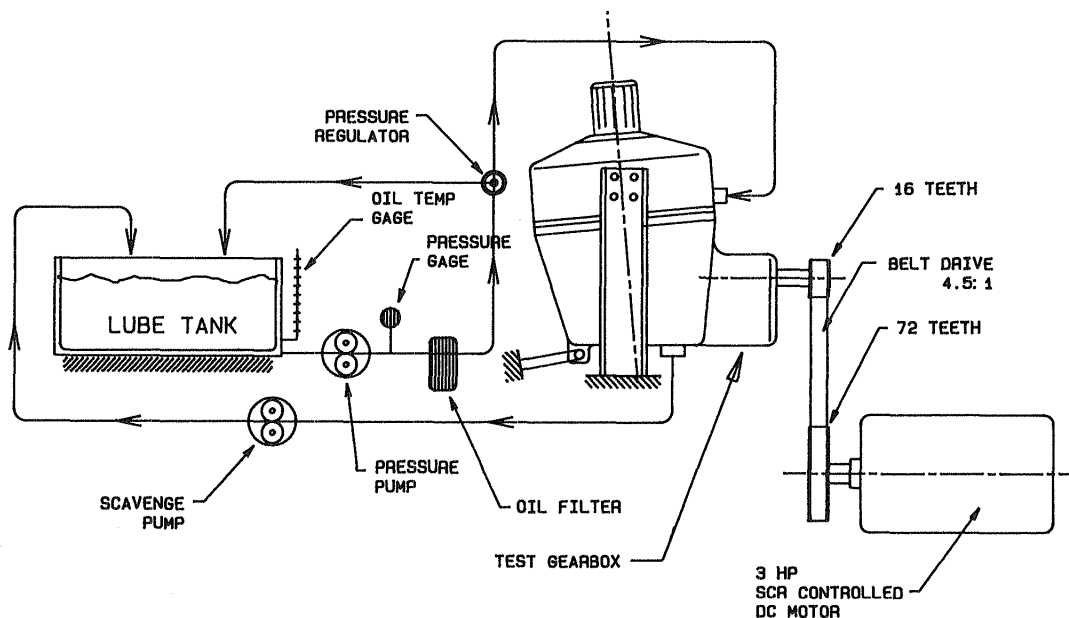 PRESSURE
REGULATOR
OIL TEMP
GAGE
PRESSURE
GAGE
LUBE TANK
16 TEETH
BELT DRIVE
4.5:1
72 TEETH
SCAVENGE
PUMP
PRESSURE
PUMP
OIL FILTER
TEST GEARBOX
3 HP
SCR CONTROLLED
DC MOTOR